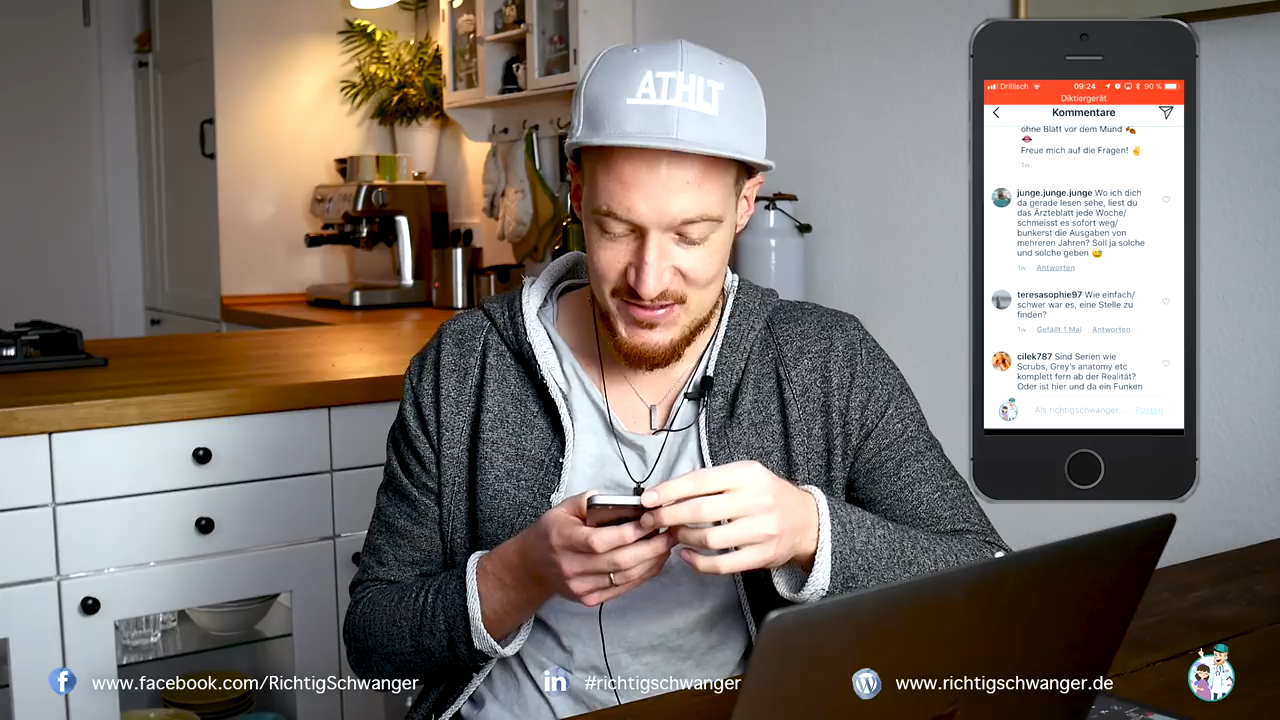 ATHLT
Drillisch 09:24 90 %
Diktiergerät
Kommentare
ohne Blatt vor dem Mund
Freue mich auf die Fragen!
1w
junge.junge.junge Wo ich dich
da gerade lesen sehe, liest du
das Ärzteblatt jede Woche/
schmeisst es sofort weg/
bunkerst die Ausgaben von
mehreren Jahren? Soll ja solche
und solche geben
1w Antworten
teresasophie97 Wie einfach/
schwer war es, eine Stelle zu
finden?
1w Gefällt 1 Mal Antworten
cilek787 Sind Serien wie
Scrubs, Grey's anatomy etc
komplett fern ab der Realität?
Oder ist hier und da ein Funken
Als richtigschwanger... Posten
www.facebook.com/RichtigSchwanger
#richtigschwanger
www.richtigschwanger.de